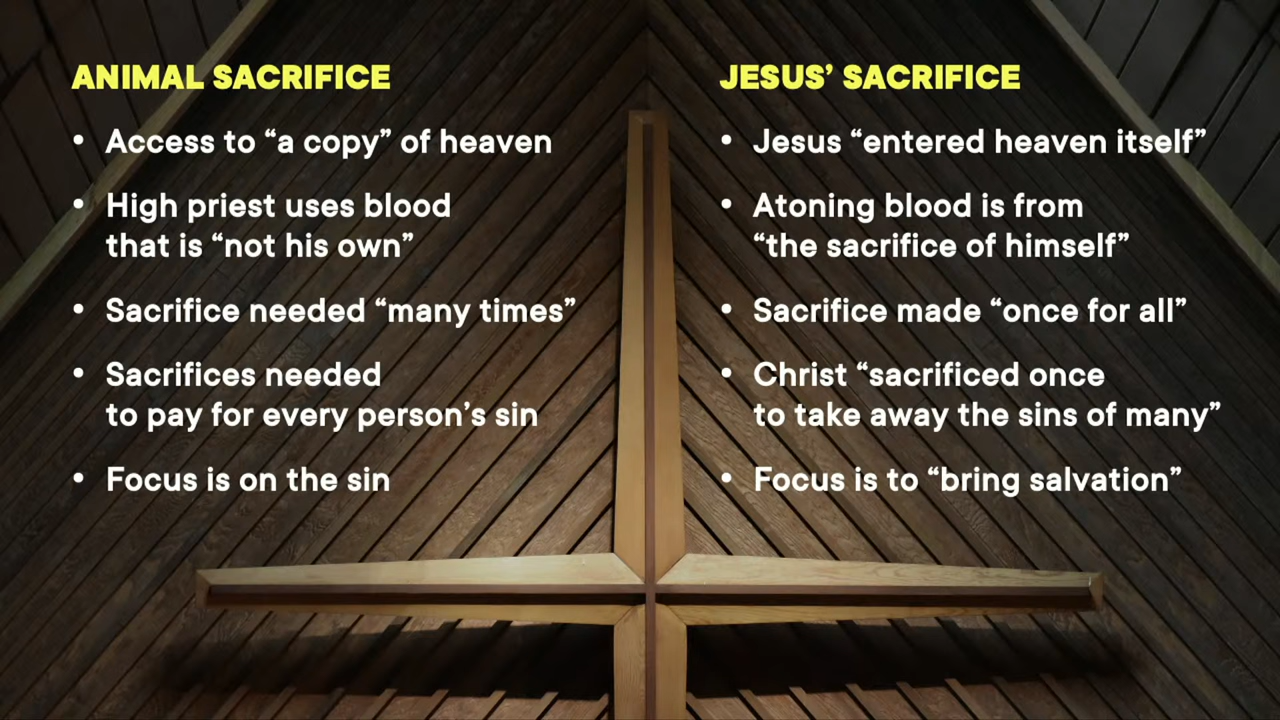 ANIMAL SACRIFICE
• Access to “a copy” of heaven
• High priest uses blood
that is “not his own”
• Sacrifice needed “many times”
• Sacrifices needed
to pay for every person’s sin
• Focus is on the sin
JESUS’ SACRIFICE
• Jesus “entered heaven itself”
• Atoning blood is from
“the sacrifice of himself”
• Sacrifice made “once for all”
• Christ “sacrificed once
to take away the sins of many”
• Focus is to “bring salvation”